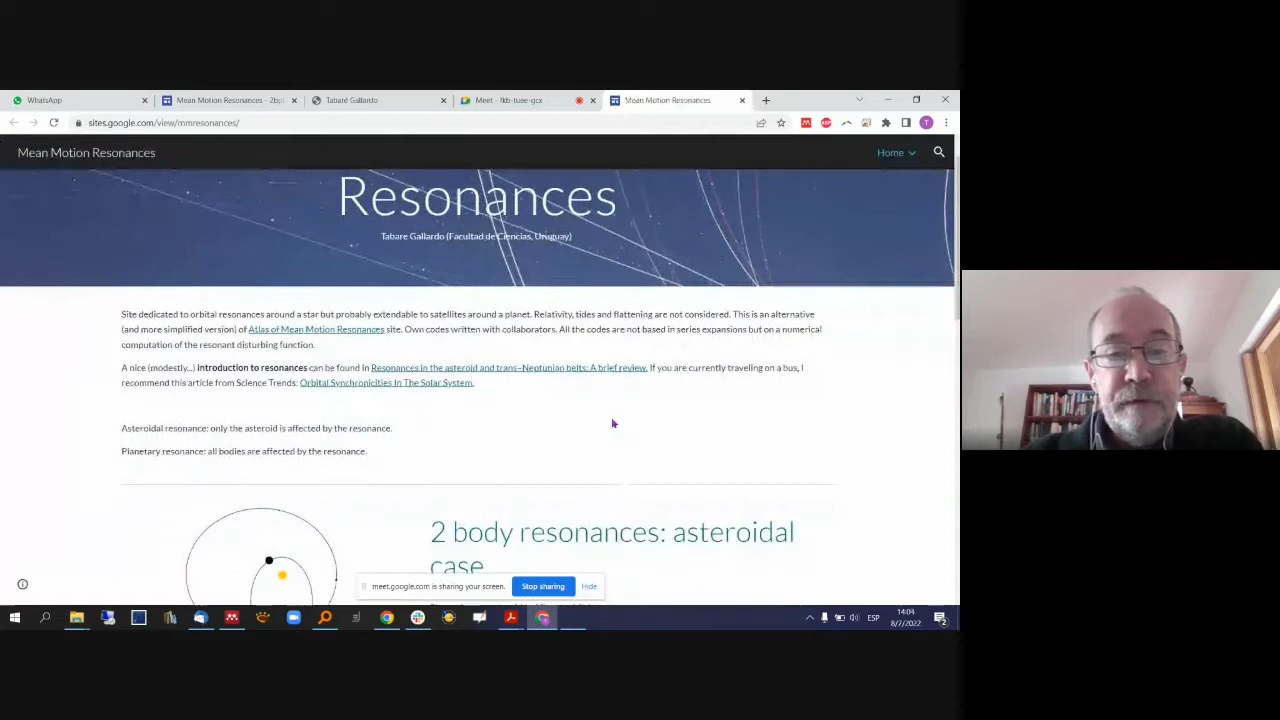 WhatsApp
Mean Motion Resonances - 2bpl
Tabaré Gallardo
Meet - fkb-tuee-gcx
Mean Motion Resonances
sites.google.com/view/mmresonances/
Mean Motion Resonances
Home
Resonances
Tabare Gallardo (Facultad de Ciencias, Uruguay)
Site dedicated to orbital resonances around a star but probably extendable to satellites around a planet. Relativity, tides and flattening are not considered. This is an alternative
(and more simplified version) of Atlas of Mean Motion Resonances site. Own codes written with collaborators. All the codes are not based in series expansions but on a numerical
computation of the resonant disturbing function.
A nice (modestly...) introduction to resonances can be found in Resonances in the asteroid and trans–Neptunian belts: A brief review. If you are currently traveling on a bus, I
recommend this article from Science Trends: Orbital Synchronicities In The Solar System.
Asteroidal resonance: only the asteroid is affected by the resonance.
Planetary resonance: all bodies are affected by the resonance.
2 body resonances: asteroidal
case
meet.google.com is sharing your screen.
Stop sharing
Hide
ESP
14:04
8/7/2022